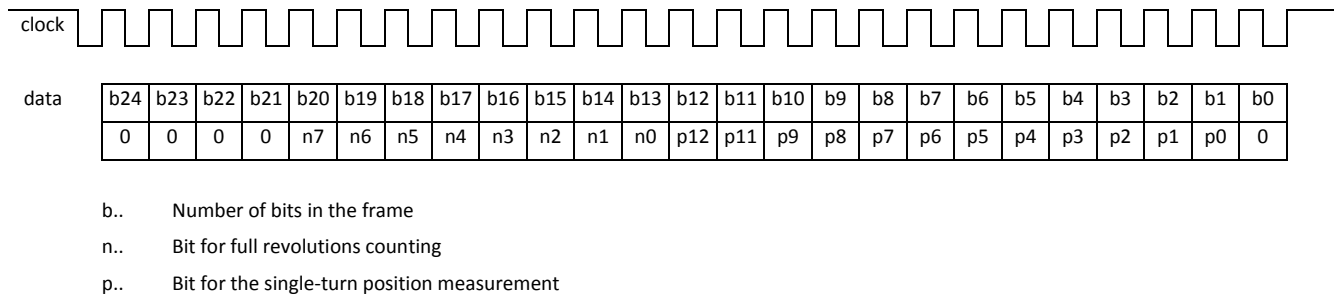 clock
data b24 b23 b22 b21 b20 b19 b18 b17 b16 b15 b14 b13 b12 b11 b10 b9 b8 b7 b6 b5 b4 b3 b2 b1 b0
0 0 0 0 n7 n6 n5 n4 n3 n2 n1 n0 p12 p11 p9 p8 p7 p6 p5 p4 p3 p2 p1 p0 0
b.. Number of bits in the frame
n.. Bit for full revolutions counting
p.. Bit for the single-turn position measurement